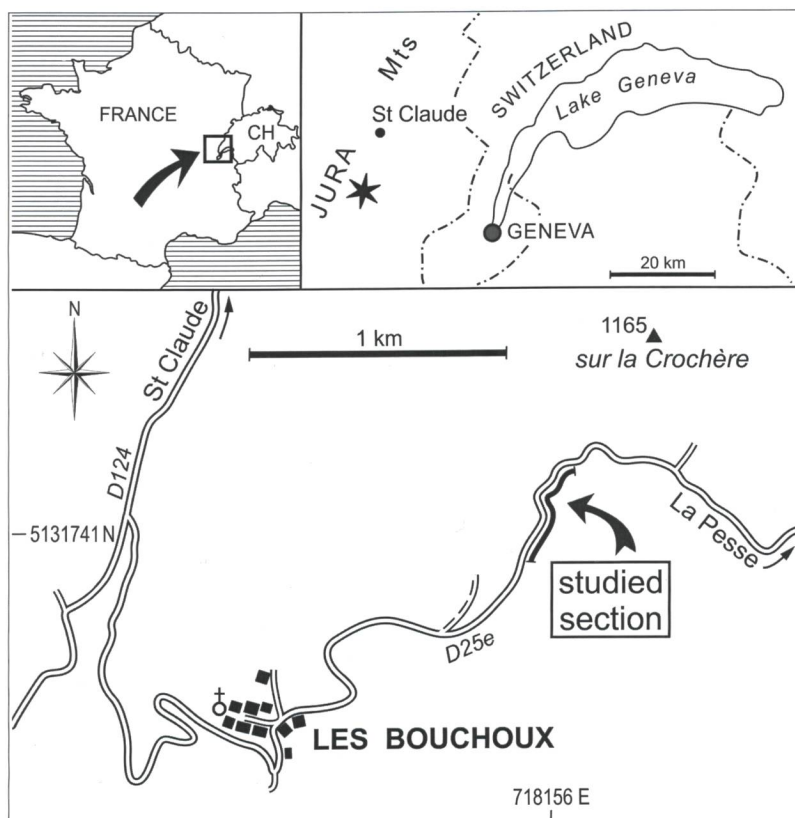 FRANCE
CH
JURA
Mts
St Claude
SWITZERLAND
Lake Geneva
GENEVA
20 km
N
St Claude
D124
1 km
1165
sur la Crochère
5131741 N
La Pesse
studied
section
D25e
LES BOUCHOUX
718156 E